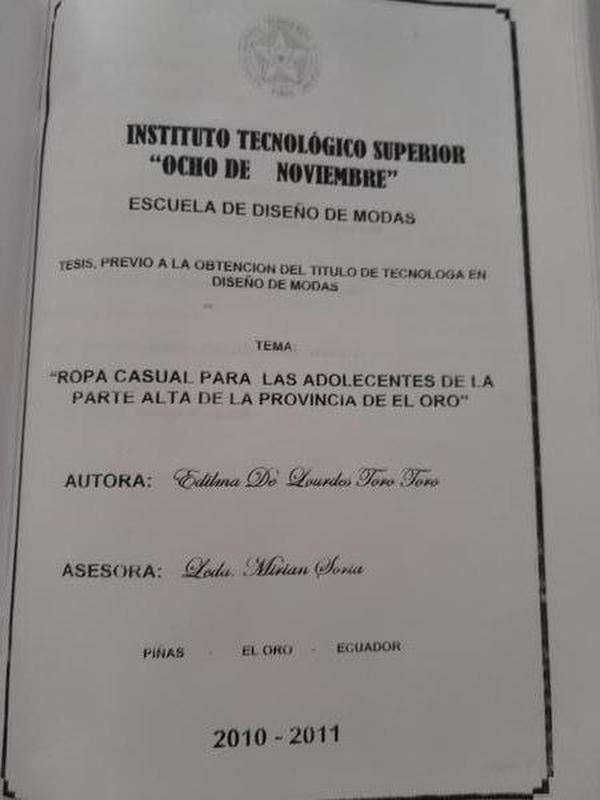 INSTITUTO TECNOLÓGICO SUPERIOR
“OCHO DE NOVIEMBRE”
ESCUELA DE DISEÑO DE MODAS
TESIS, PREVIO A LA OBTENCION DEL TITULO DE TECNOLOGA EN
DISEÑO DE MODAS
TEMA:
“ROPA CASUAL PARA LAS ADOLECENTES DE LA
PARTE ALTA DE LA PROVINCIA DE EL ORO”
AUTORA: Edilma De Lourdes Toro Toro
ASESORA: Lcda. Mirian Soria
PIÑAS - EL ORO - ECUADOR
2010 - 2011